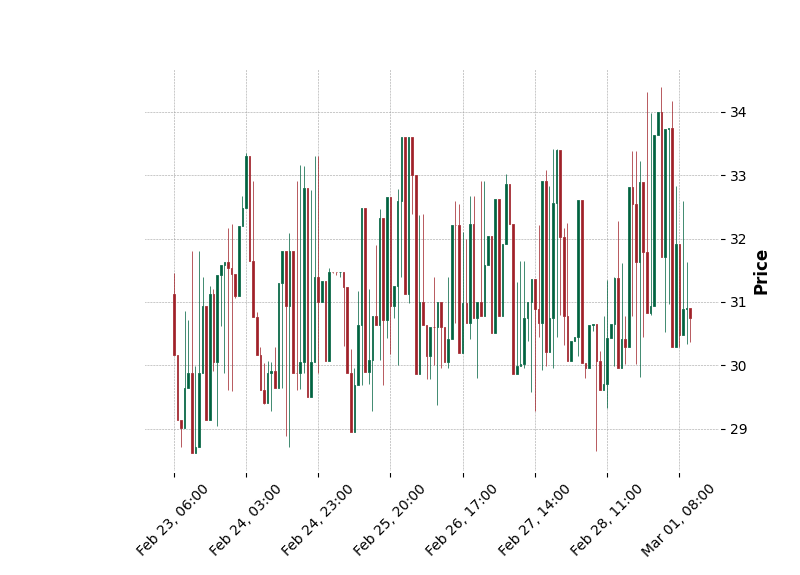 34
33
32
31
30
29
Price
Feb 23, 06:00
Feb 24, 03:00
Feb 24, 23:00
Feb 25, 20:00
Feb 26, 17:00
Feb 27, 14:00
Feb 28, 11:00
Mar 01, 08:00